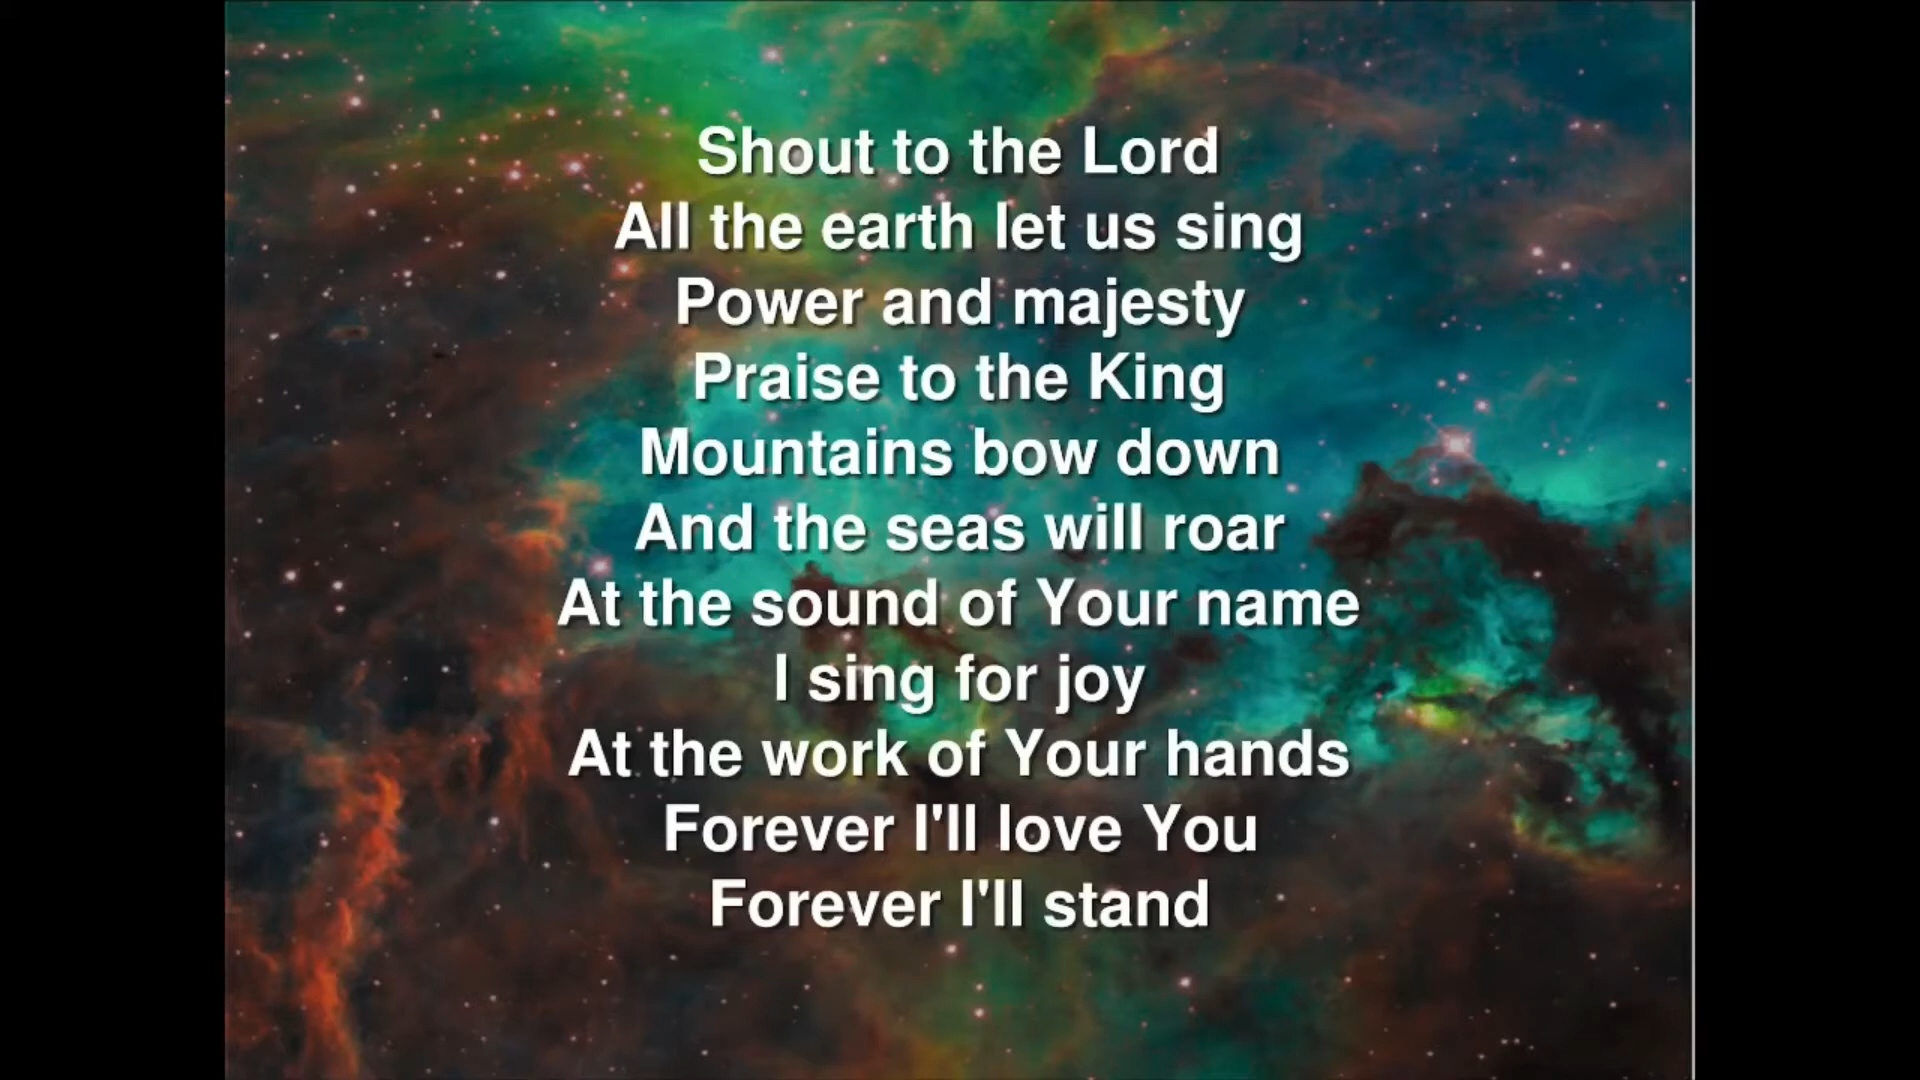 Shout to the Lord
All the earth let us sing
Power and majesty
Praise to the King
Mountains bow down
And the seas will roar
At the sound of Your name
I sing for joy
At the work of Your hands
Forever I'll love You
Forever I'll stand